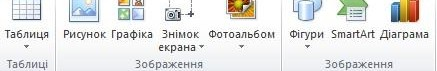 Таблиця Рисунок Графіка Знімок екрана Фотоальбом Фігури SmartArt Діаграма
Таблиці Зображення Зображення